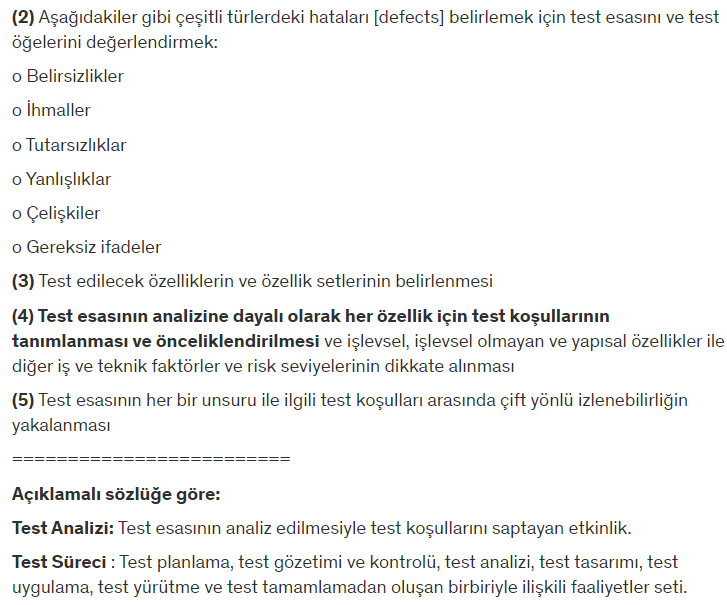 (2) Aşağıdakiler gibi çeşitli türlerdeki hataları [defects] belirlemek için test esasını ve test
öğelerini değerlendirmek:
o Belirsizlikler
o İhmaller
o Tutarsızlıklar
o Yanlışlıklar
o Çelişkiler
o Gereksiz ifadeler
(3) Test edilecek özelliklerin ve özellik setlerinin belirlenmesi
(4) Test esasının analizine dayalı olarak her özellik için test koşullarının
tanımlanması ve önceliklendirilmesi ve işlevsel, işlevsel olmayan ve yapısal özellikler ile
diğer iş ve teknik faktörler ve risk seviyelerinin dikkate alınması
(5) Test esasının her bir unsuru ile ilgili test koşulları arasında çift yönlü izlenebilirliğin
yakalanması
=========================
Açıklamalı sözlüğe göre:
Test Analizi: Test esasının analiz edilmesiyle test koşullarını saptayan etkinlik.
Test Süreci : Test planlama, test gözetimi ve kontrolü, test analizi, test tasarımı, test
uygulama, test yürütme ve test tamamlamadan oluşan birbiriyle ilişkili faaliyetler seti.